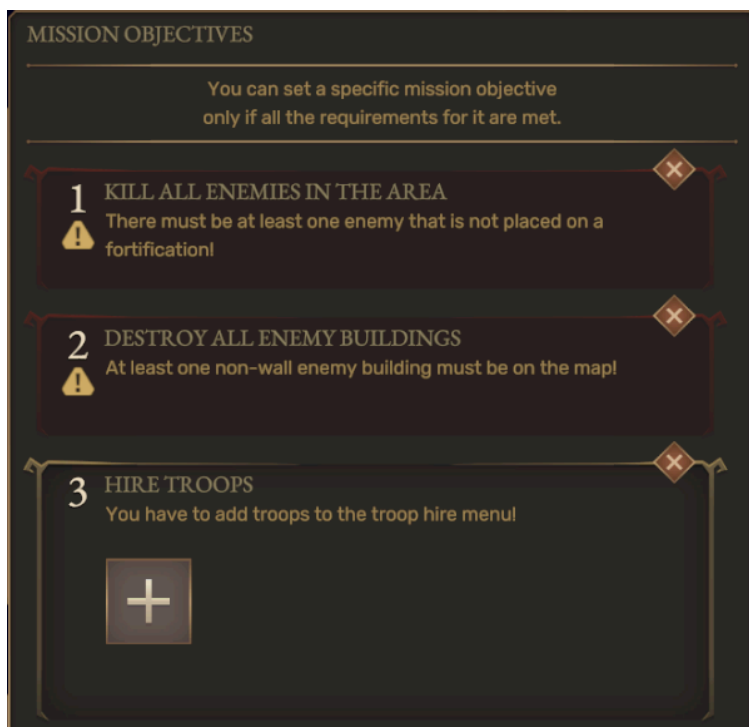 MISSION OBJECTIVES
You can set a specific mission objective
only if all the requirements for it are met.
1 KILL ALL ENEMIES IN THE AREA
There must be at least one enemy that is not placed on a
fortification!
2 DESTROY ALL ENEMY BUILDINGS
At least one non-wall enemy building must be on the map!
3 HIRE TROOPS
You have to add troops to the troop hire menu!